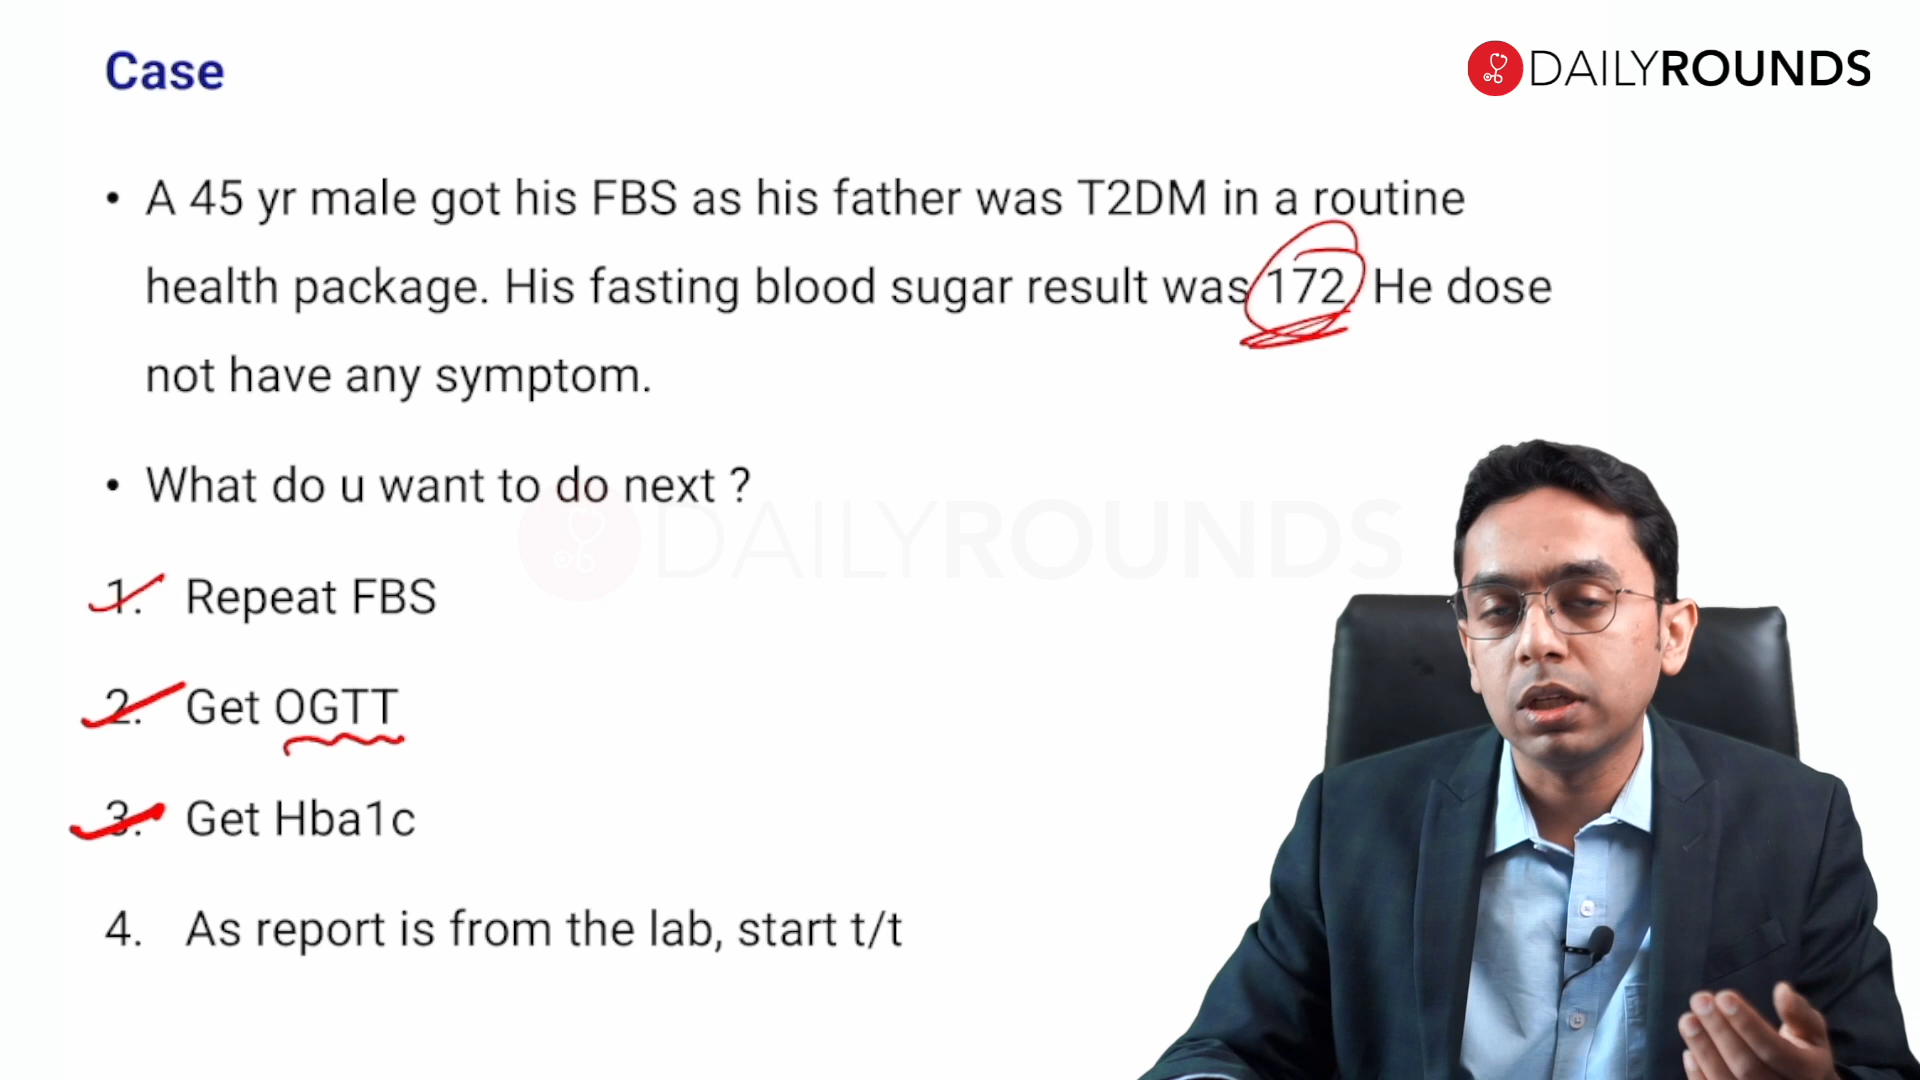 Case
DAILYROUNDS
• A 45 yr male got his FBS as his father was T2DM in a routine
health package. His fasting blood sugar result was 172. He dose
not have any symptom.
• What do u want to do next ?
DAILYROUNDS
1. Repeat FBS
2. Get OGTT
3. Get Hba1c
4. As report is from the lab, start t/t